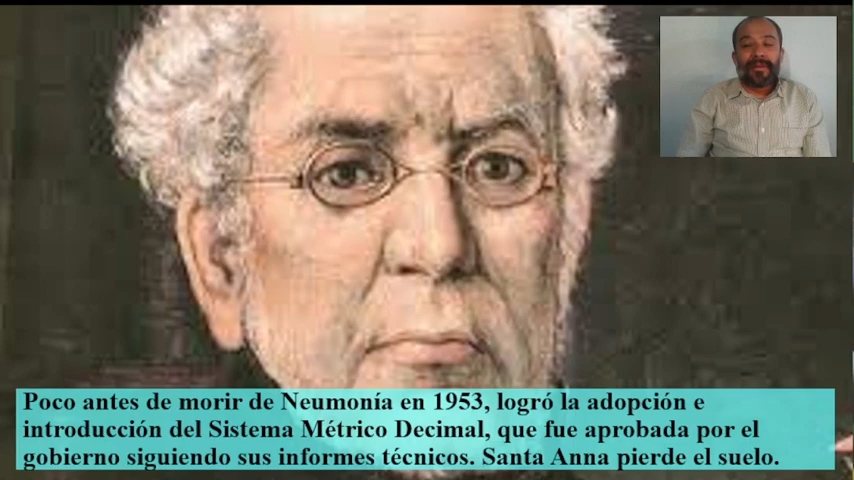 Poco antes de morir de Neumonía en 1953, logró la adopción e
introducción del Sistema Métrico Decimal, que fue aprobada por el
gobierno siguiendo sus informes técnicos. Santa Anna pierde el suelo.